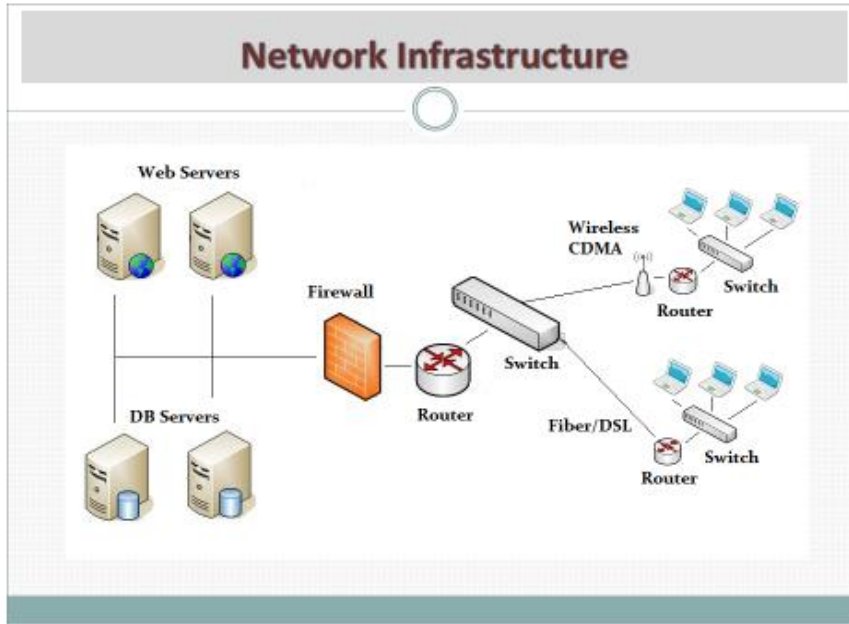 Network Infrastructure
Web Servers
Wireless
CDMA
Firewall
Switch
Router
Switch
Router
DB Servers
Fiber/DSL
Switch
Router